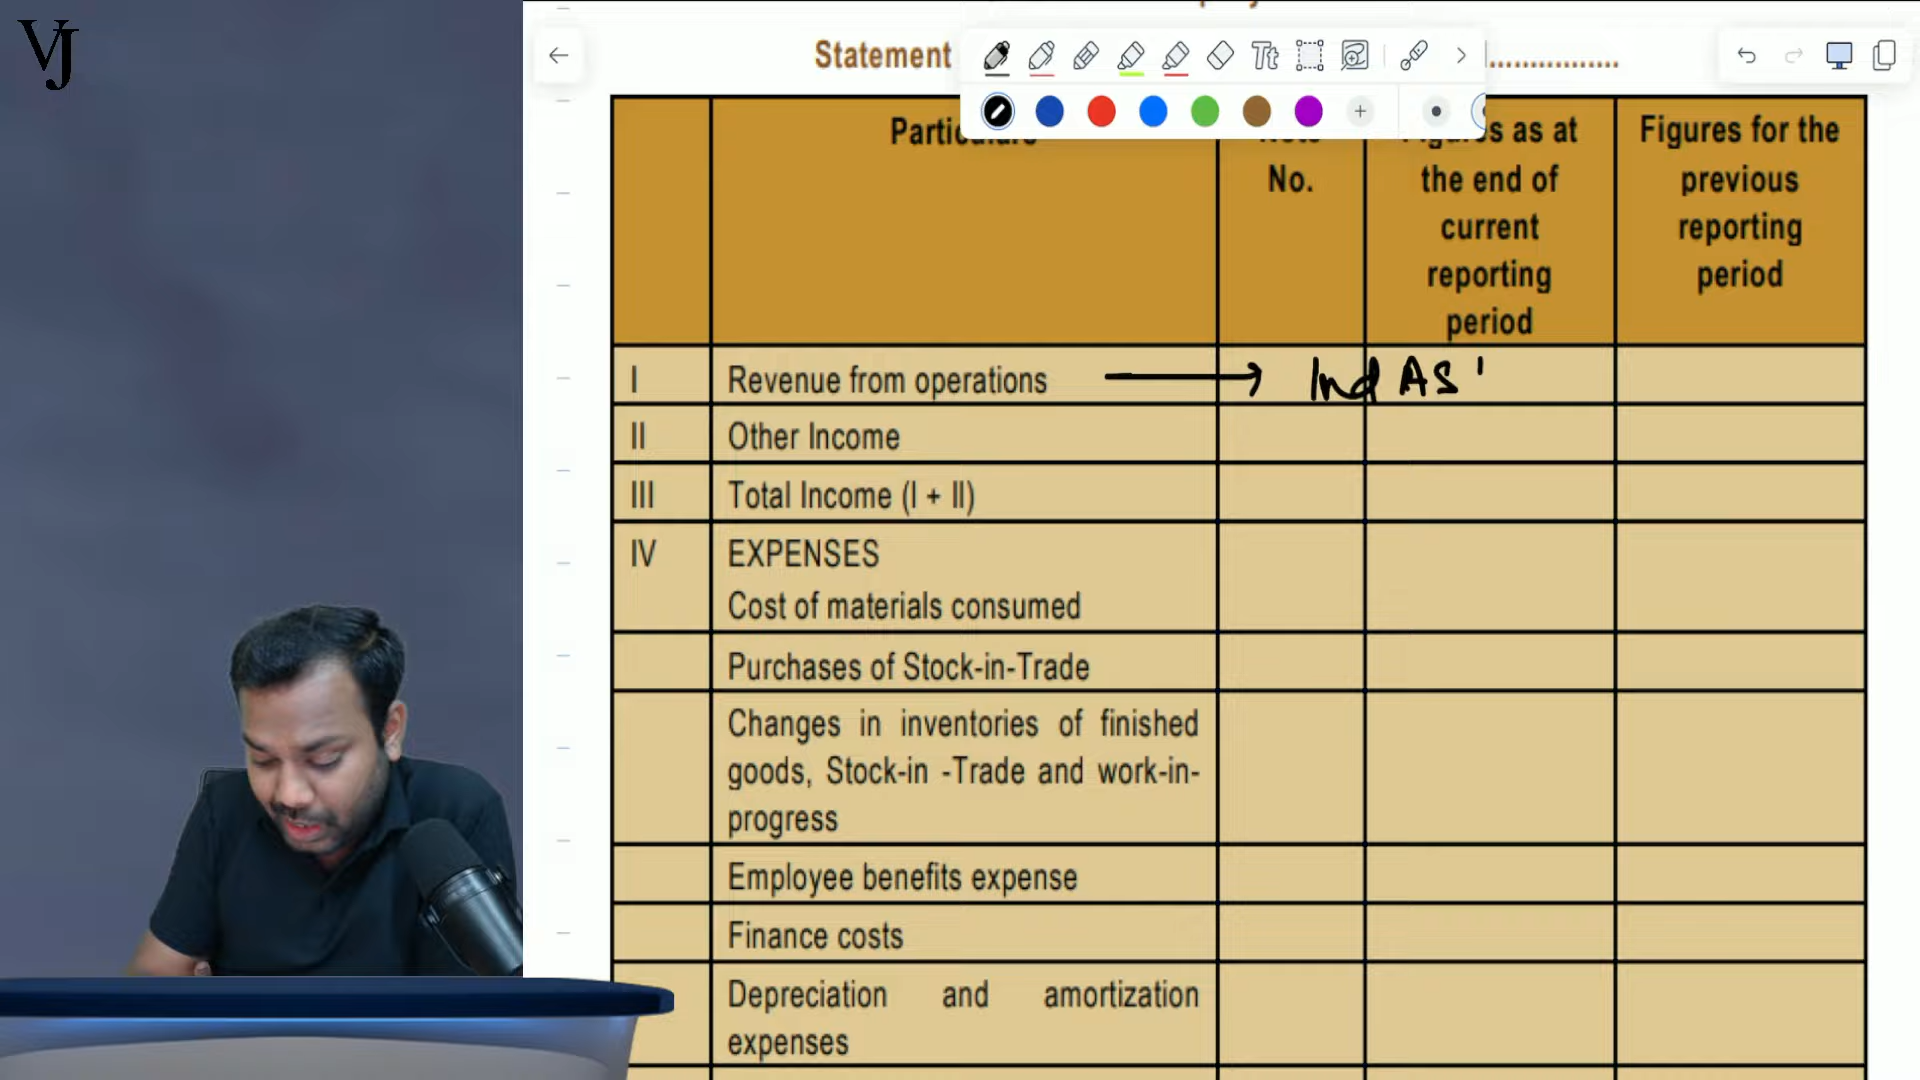 VJ
Statement ...............
Particulars
No.
Figures as at
the end of
current
reporting
period
Figures for the
previous
reporting
period
I Revenue from operations → Ind AS '
II Other Income
III Total Income (I + II)
IV EXPENSES
Cost of materials consumed
Purchases of Stock-in-Trade
Changes in inventories of finished
goods, Stock-in -Trade and work-in-
progress
Employee benefits expense
Finance costs
Depreciation and amortization
expenses